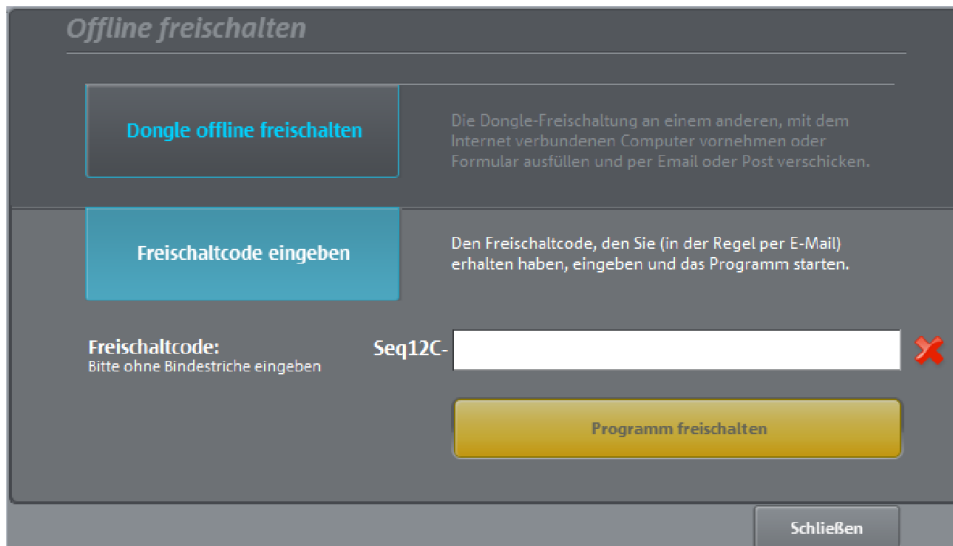 Offline freischalten
Dongle offline freischalten
Die Dongle-Freischaltung an einem anderen, mit dem
Internet verbundenen Computer vornehmen oder
Formular ausfüllen und per Email oder Post verschicken.
Freischaltcode eingeben
Den Freischaltcode, den Sie (in der Regel per E-Mail)
erhalten haben, eingeben und das Programm starten.
Freischaltcode:
Bitte ohne Bindestriche eingeben
Seq12C-
Programm freischalten
Schließen